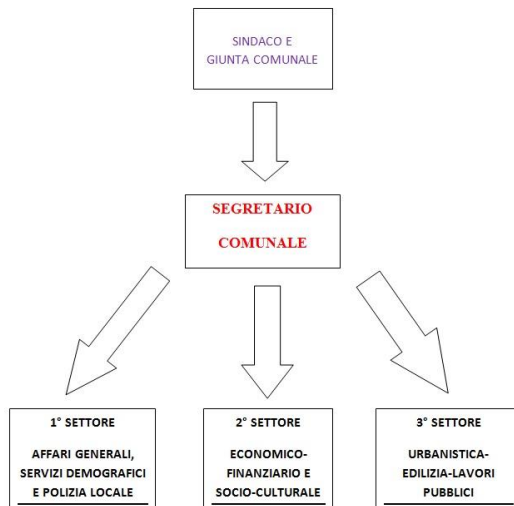 SINDACO E
GIUNTA COMUNALE
SEGRETARIO
COMUNALE
1° SETTORE
AFFARI GENERALI,
SERVIZI DEMOGRAFICI
E POLIZIA LOCALE
2° SETTORE
ECONOMICO-
FINANZIARIO E
SOCIO-CULTURALE
3° SETTORE
URBANISTICA-
EDILIZIA-LAVORI
PUBBLICI